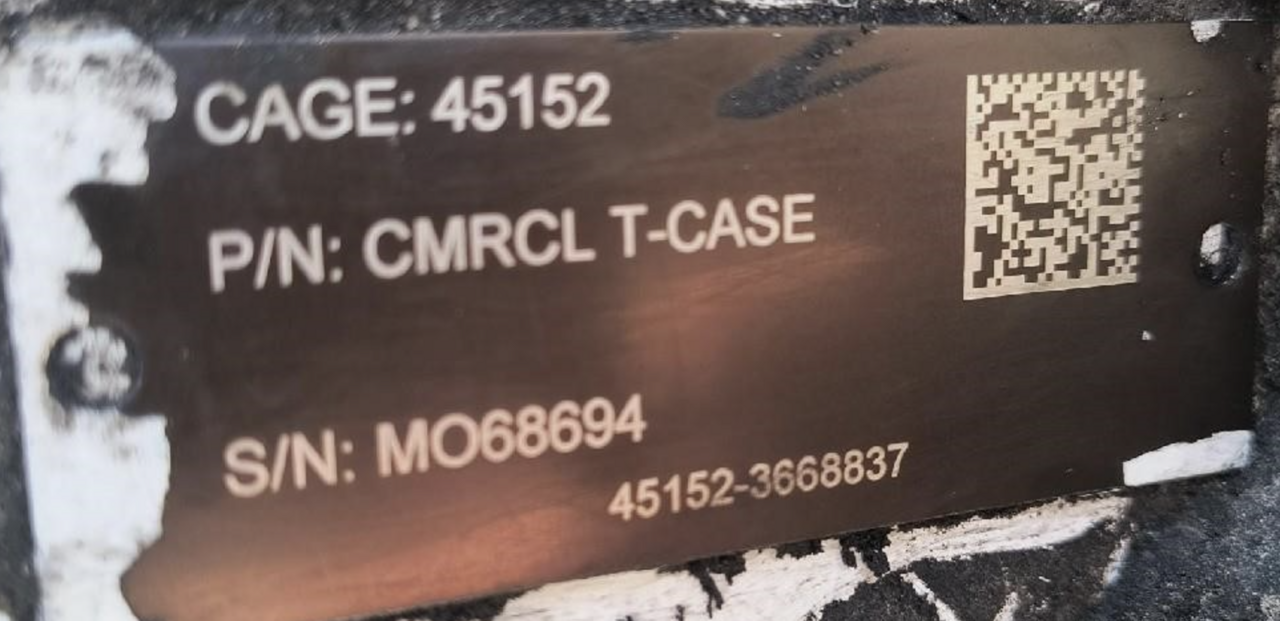 CAGE: 45152
P/N: CMRCL T-CASE
S/N: MO68694
45152-3668837